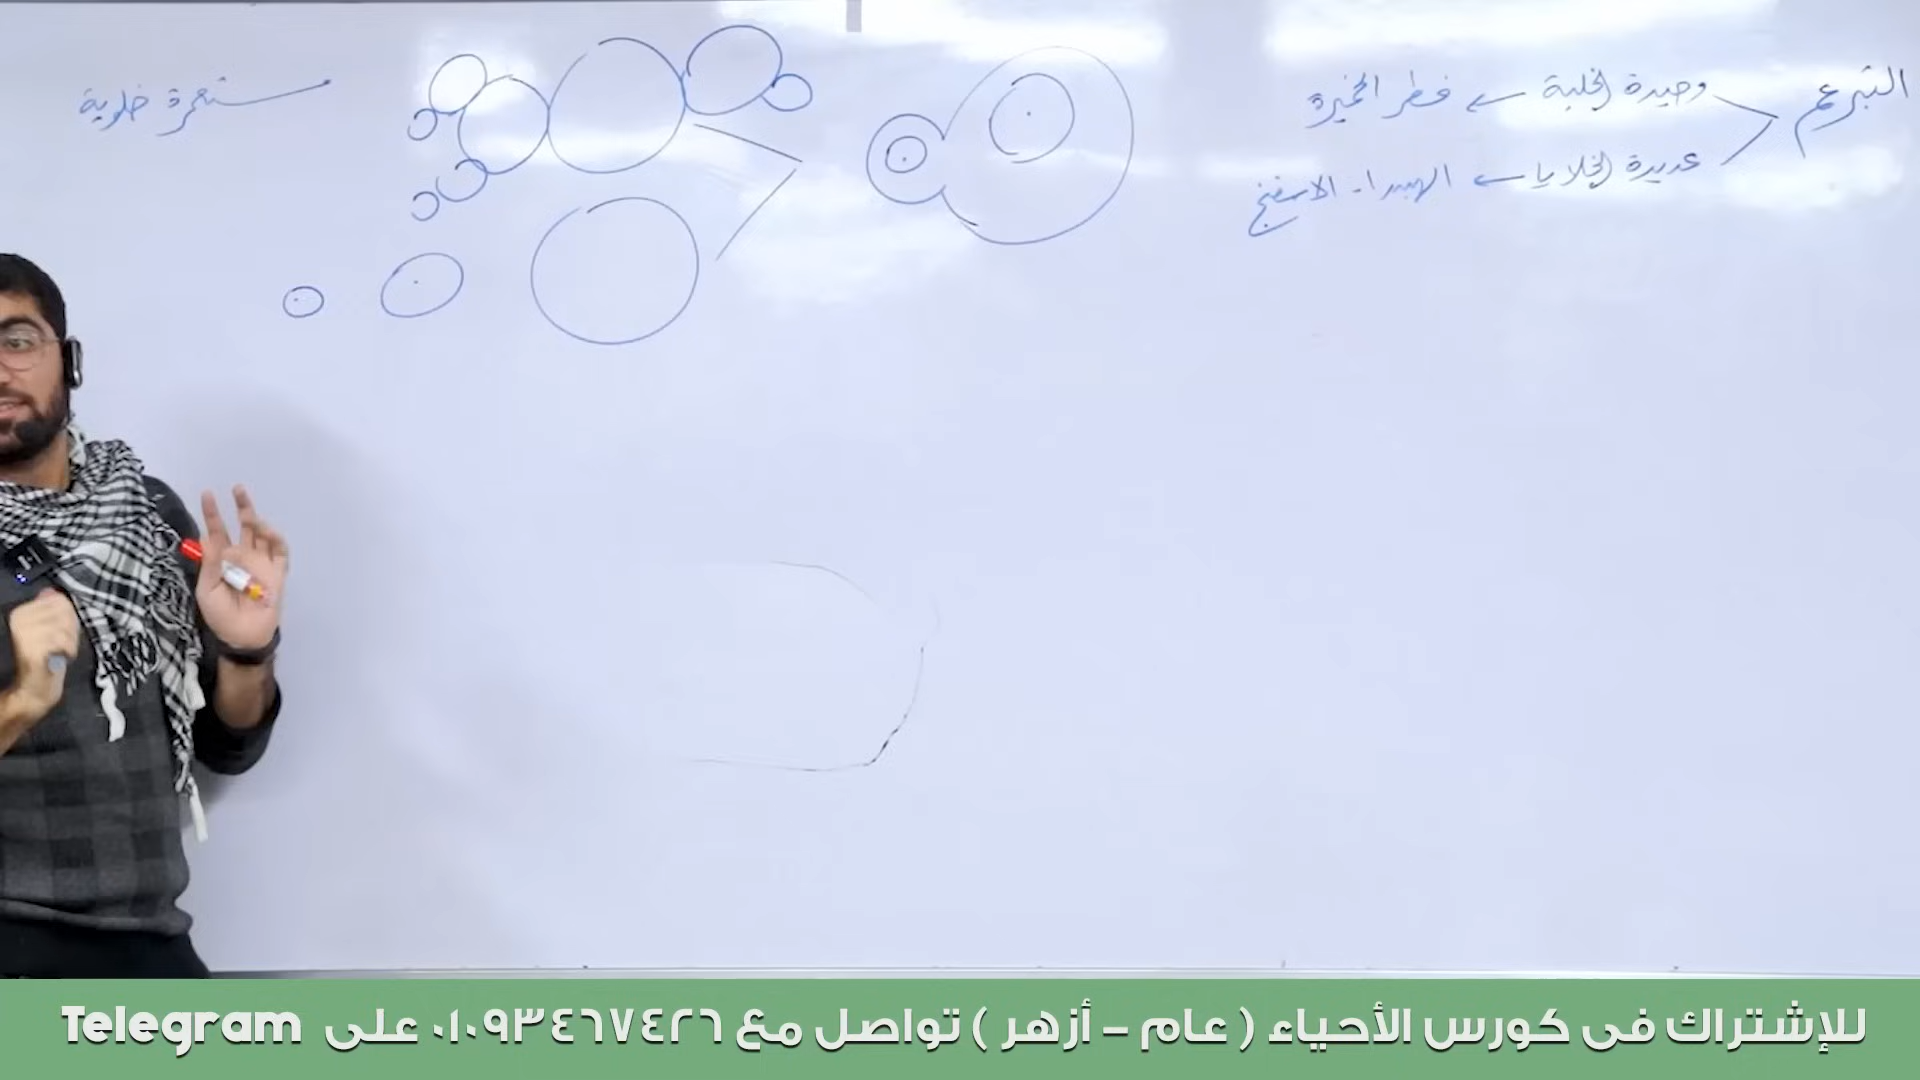 التبرعم
وحيدة الخلية ← فطر الخميرة
عديدة الخلايا ← الهيدرا - الاسفنج
مستعمرة خلوية
للإشتراك فى كورس الأحياء ( عام - أزهر ) تواصل مع ٠١٠٩٣٤٦٧٤٢٦ على Telegram